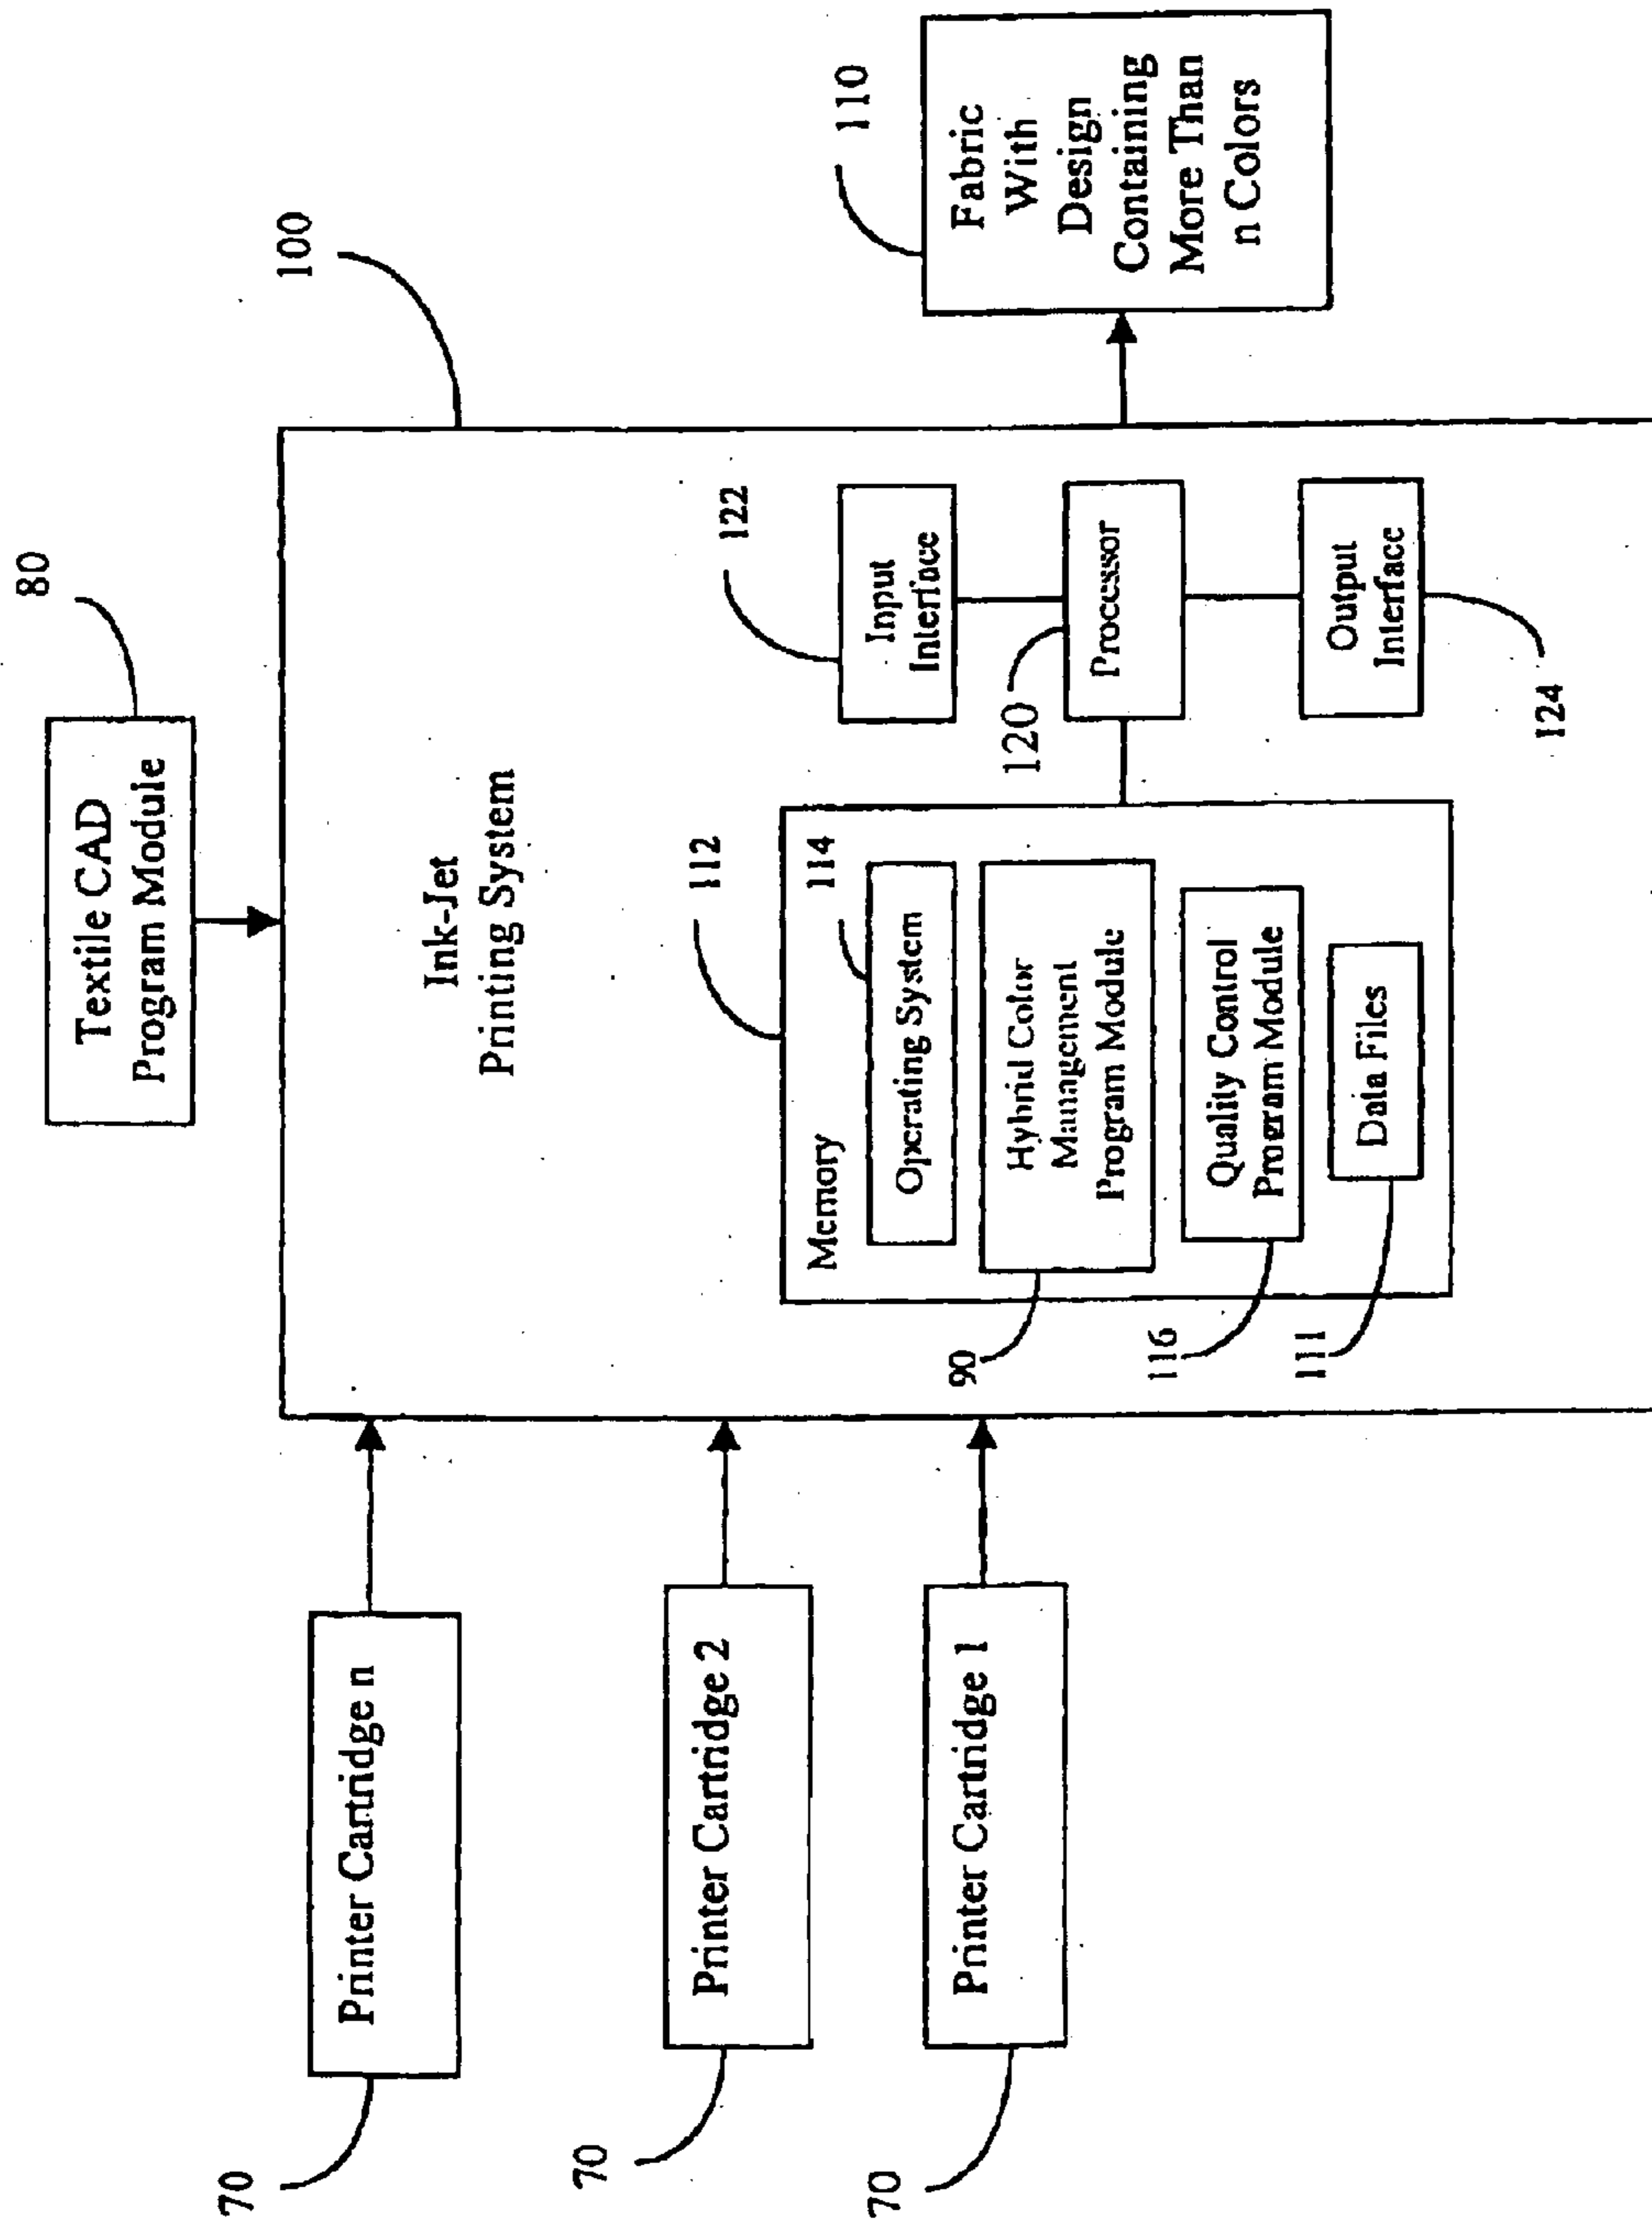 80
Textile CAD
Program Module
100
Ink-Jet
Printing System
Printer Cartridge n
70
Printer Cartridge 2
70
Printer Cartridge 1
70
112
Memory
114
Operating System
Hybrid Color
Management
Program Module
90
Quality Control
Program Module
116
Data Files
111
122
Input
Interface
120
Processor
Output
Interface
124
110
Fabric
With
Design
Containing
More Than
n Colors